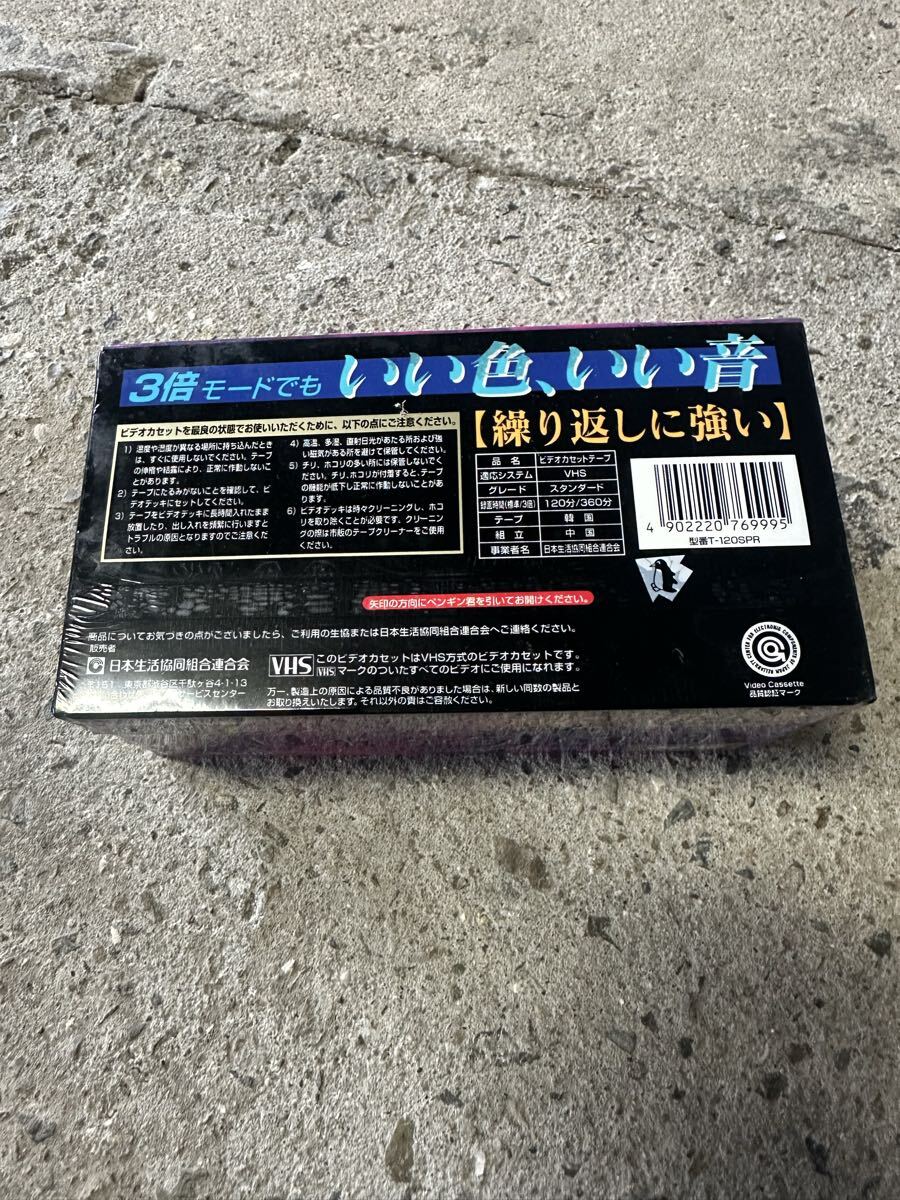 3倍モードでも いい色、いい音
【繰り返しに強い】
ビデオカセットを最良の状態でお使いいただくために、以下の点にご注意ください。
1) 温度や湿度が異なる場所に持ち込んだときは、すぐに使用しないでください。テープの伸縮や結露により、正常に作動しないことがあります。
2) テープにたるみがないことを確認して、ビデオデッキにセットしてください。
3) テープをビデオデッキに長時間入れたまま放置したり、出し入れを頻繁に行いますとトラブルの原因となりますのでご注意ください。
4) 高温、多湿、直射日光があたる所および強い磁気がある所を避けて保管してください。
5) チリ、ホコリの多い所には保管しないでください。チリ、ホコリが付着すると、テープの機能が低下し正常に作動しないことがあります。
6) ビデオデッキは時々クリーニングし、ホコリを取り除くことが必要です。クリーニングの際は市販のテープクリーナーをご使用ください。
品名 ビデオカセットテープ
適応システム VHS
グレード スタンダード
録画時間(標準/3倍) 120分/360分
テープ 韓国
組立 中国
事業者名 日本生活協同組合連合会
4 902220 769995
型番T-120SPR
矢印の方向にペンギン君を引いてお開けください。
商品についてお気づきの点がございましたら、ご利用の生協または日本生活協同組合連合会へご連絡ください。
販売者
日本生活協同組合連合会
〒151 東京都渋谷区千駄ヶ谷4-1-13
サービスセンター
VHS このビデオカセットはVHS方式のビデオカセットです。
VHS マークのついたすべてのビデオにご使用になれます。
万一、製造上の原因による品質不良がありました場合は、新しい同数の製品と
お取り換えいたします。それ以外の責はご容赦ください。
RELIABILITY CENTER FOR ELECTRONIC COMPONENTS OF JAPAN
Video Cassette
品質認証マーク